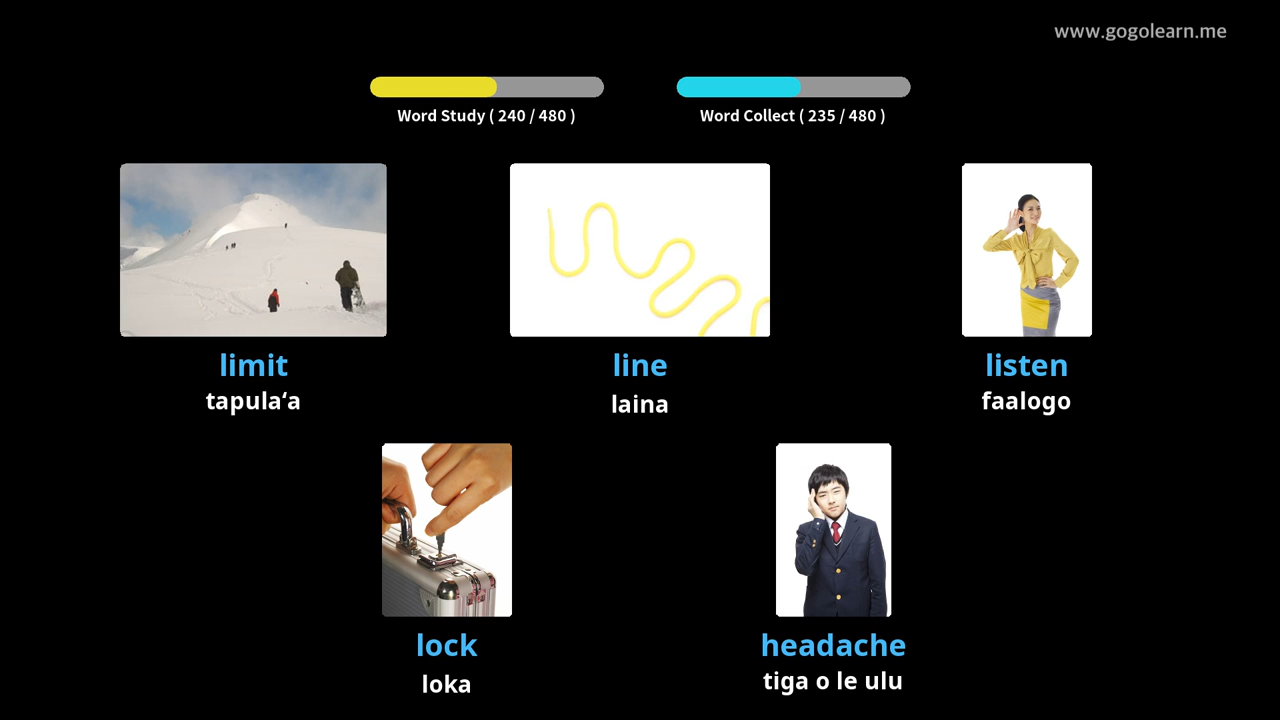 www.gogolearn.me
Word Study ( 240 / 480 )
Word Collect ( 235 / 480 )
limit
tapulaʻa
line
laina
listen
faalogo
lock
loka
headache
tiga o le ulu